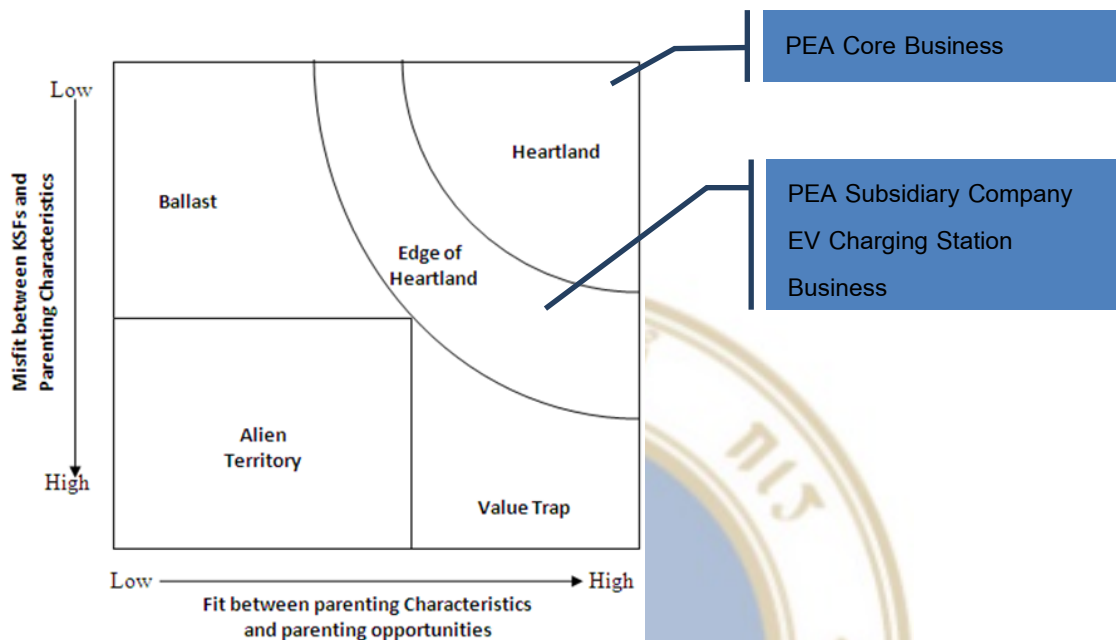 PEA Core Business
Low
Heartland
PEA Subsidiary Company
EV Charging Station
Business
Ballast
Edge of
Heartland
Misfit between KSFs and
Parenting Characteristics
Alien
Territory
High
Value Trap
Low
High
Fit between parenting Characteristics
and parenting opportunities